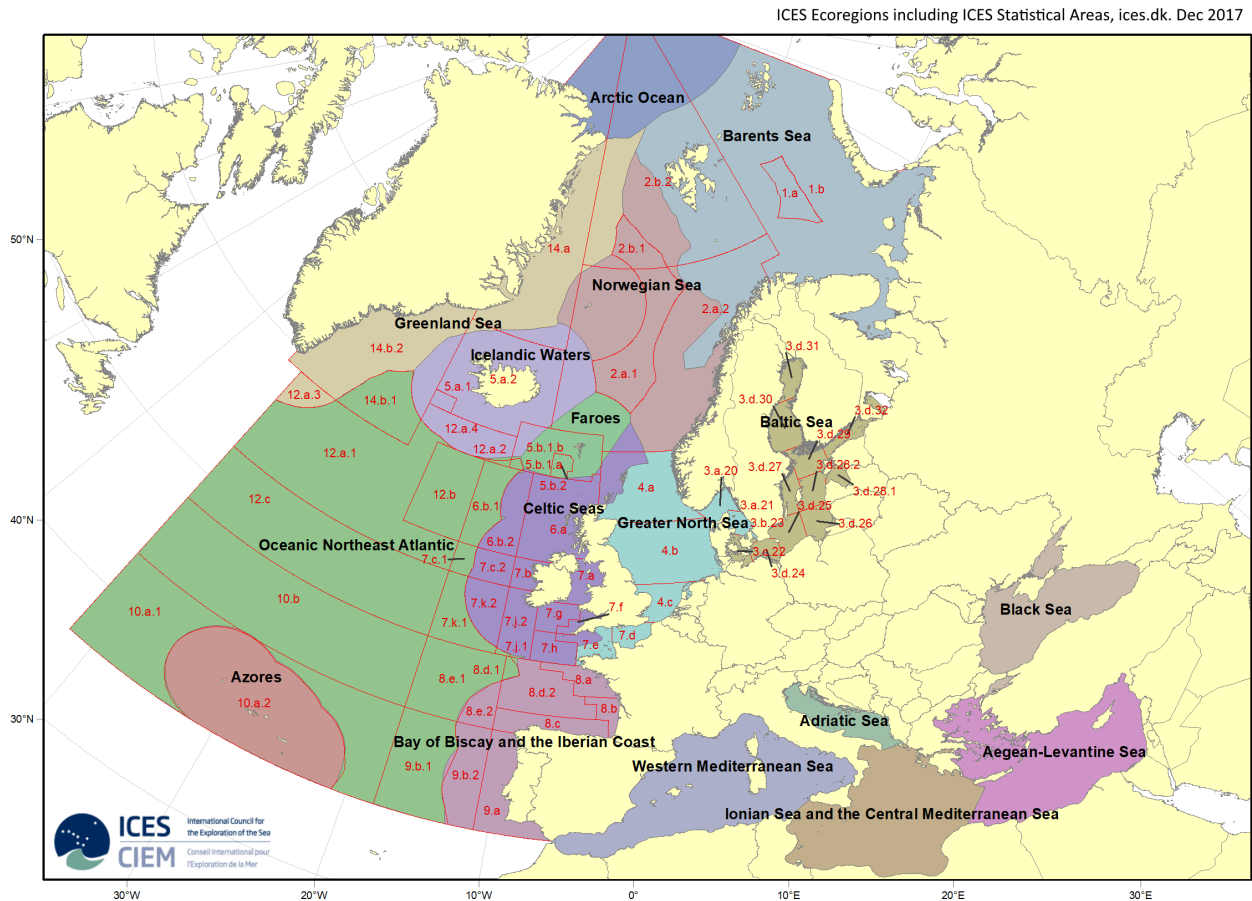 ICES Ecoregions including ICES Statistical Areas, ices.dk. Dec 2017
Arctic Ocean
Barents Sea
2.b.2
1.a
1.b
50°N
14.a
2.b.1
Norwegian Sea
2.a.2
Greenland Sea
14.b.2
Icelandic Waters
3.d.31
5.a.1
5.a.2
2.a.1
12.a.3
14.b.1
3.d.30
3.d.32
Faroes
Baltic Sea
12.a.4
3.d.29
12.a.2
5.b.1.b
12.a.1
5.b.1.a
3.a.20
3.d.27
3.d.28.2
5.b.2
4.a
3.d.28.1
12.c
12.b
6.b.1
Celtic Seas
3.a.21
3.d.25
40°N
6.a
Greater North Sea
3.b.23
3.d.26
Oceanic Northeast Atlantic
6.b.2
4.b
3.c.22
7.c.1
7.c.2
7.b
7.a
3.d.24
10.b
7.k.2
4.c
10.a.1
7.g
7.f
Black Sea
7.k.1
7.j.2
7.d
7.j.1
7.h
7.e
8.d.1
Azores
8.e.1
8.a
8.d.2
10.a.2
8.e.2
8.b
30°N
8.c
Adriatic Sea
Bay of Biscay and the Iberian Coast
Aegean-Levantine Sea
9.b.1
9.b.2
Western Mediterranean Sea
9.a
Ionian Sea and the Central Mediterranean Sea
ICES
CIEM
International Council for
the Exploration of the Sea
Conseil International pour
l'Exploration de la Mer
30°W
20°W
10°W
0°
10°E
20°E
30°E